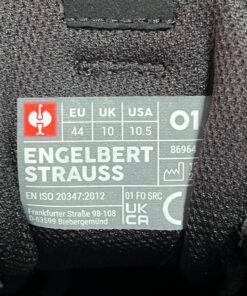 EU UK USA 01
44 10 10.5
86964
ENGELBERT
STRAUSS
EN ISO 20347:2012 01 FO SRC
Frankfurter Straße 98-108
D-63599 Biebergemünd
UK
CA